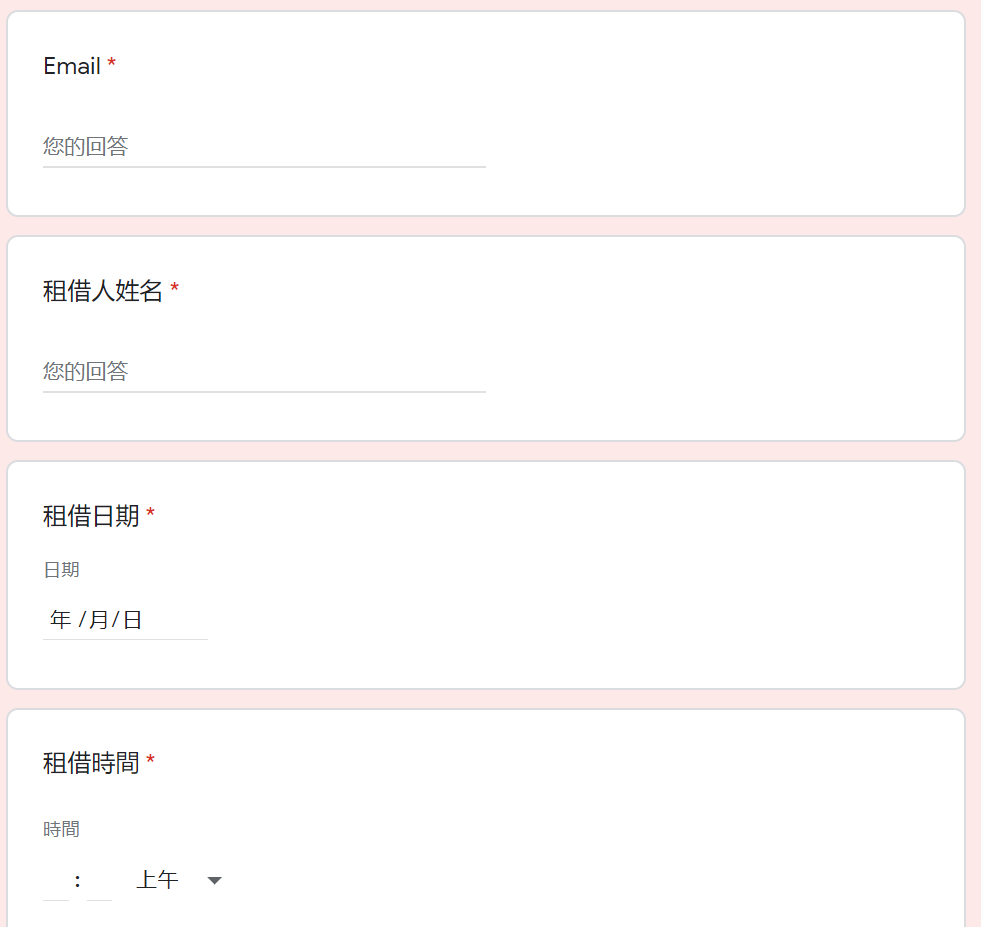 Email *
您的回答
租借人姓名 *
您的回答
租借日期 *
日期
年 /月/日
租借時間 *
時間
: 上午